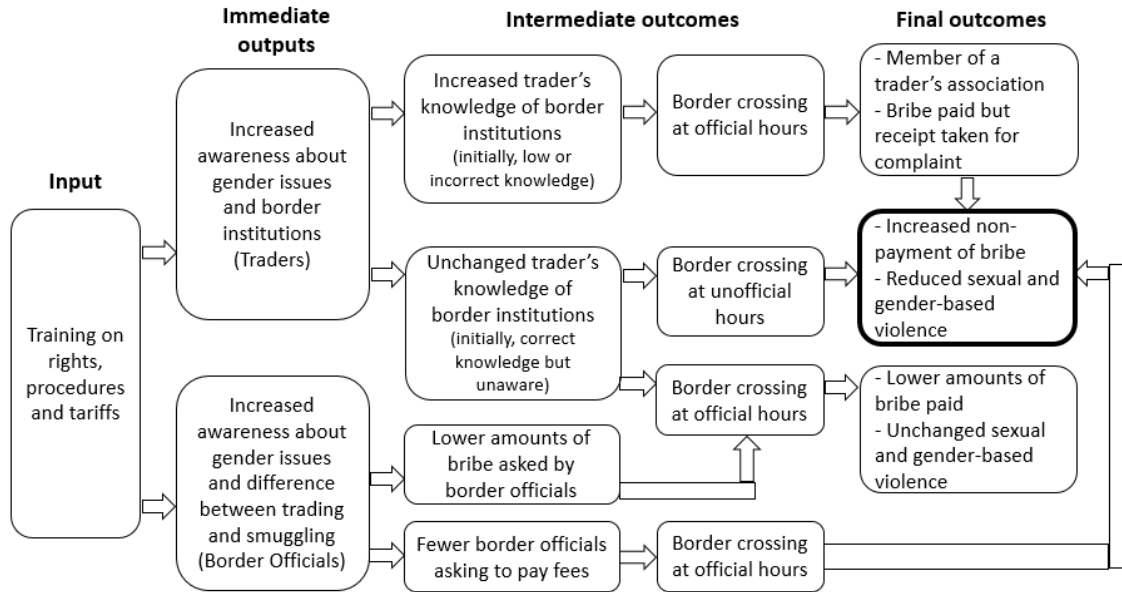 Immediate
outputs
Intermediate outcomes
Final outcomes
Input
Training on
rights,
procedures
and tariffs
Increased
awareness about
gender issues
and border
institutions
(Traders)
Increased
awareness about
gender issues
and difference
between trading
and smuggling
(Border Officials)
Increased trader's
knowledge of border
institutions
(initially, low or
incorrect knowledge)
Unchanged trader's
knowledge of
border institutions
(initially, correct
knowledge but
unaware)
Lower amounts of
bribe asked by
border officials
Fewer border officials
asking to pay fees
Border crossing
at official hours
Border crossing
at unofficial
hours
Border crossing
at official hours
Border crossing
at official hours
- Member of a
trader's association
- Bribe paid but
receipt taken for
complaint
- Increased non-
payment of bribe
- Reduced sexual and
gender-based
violence
- Lower amounts of
bribe paid
- Unchanged sexual
and gender-based
violence